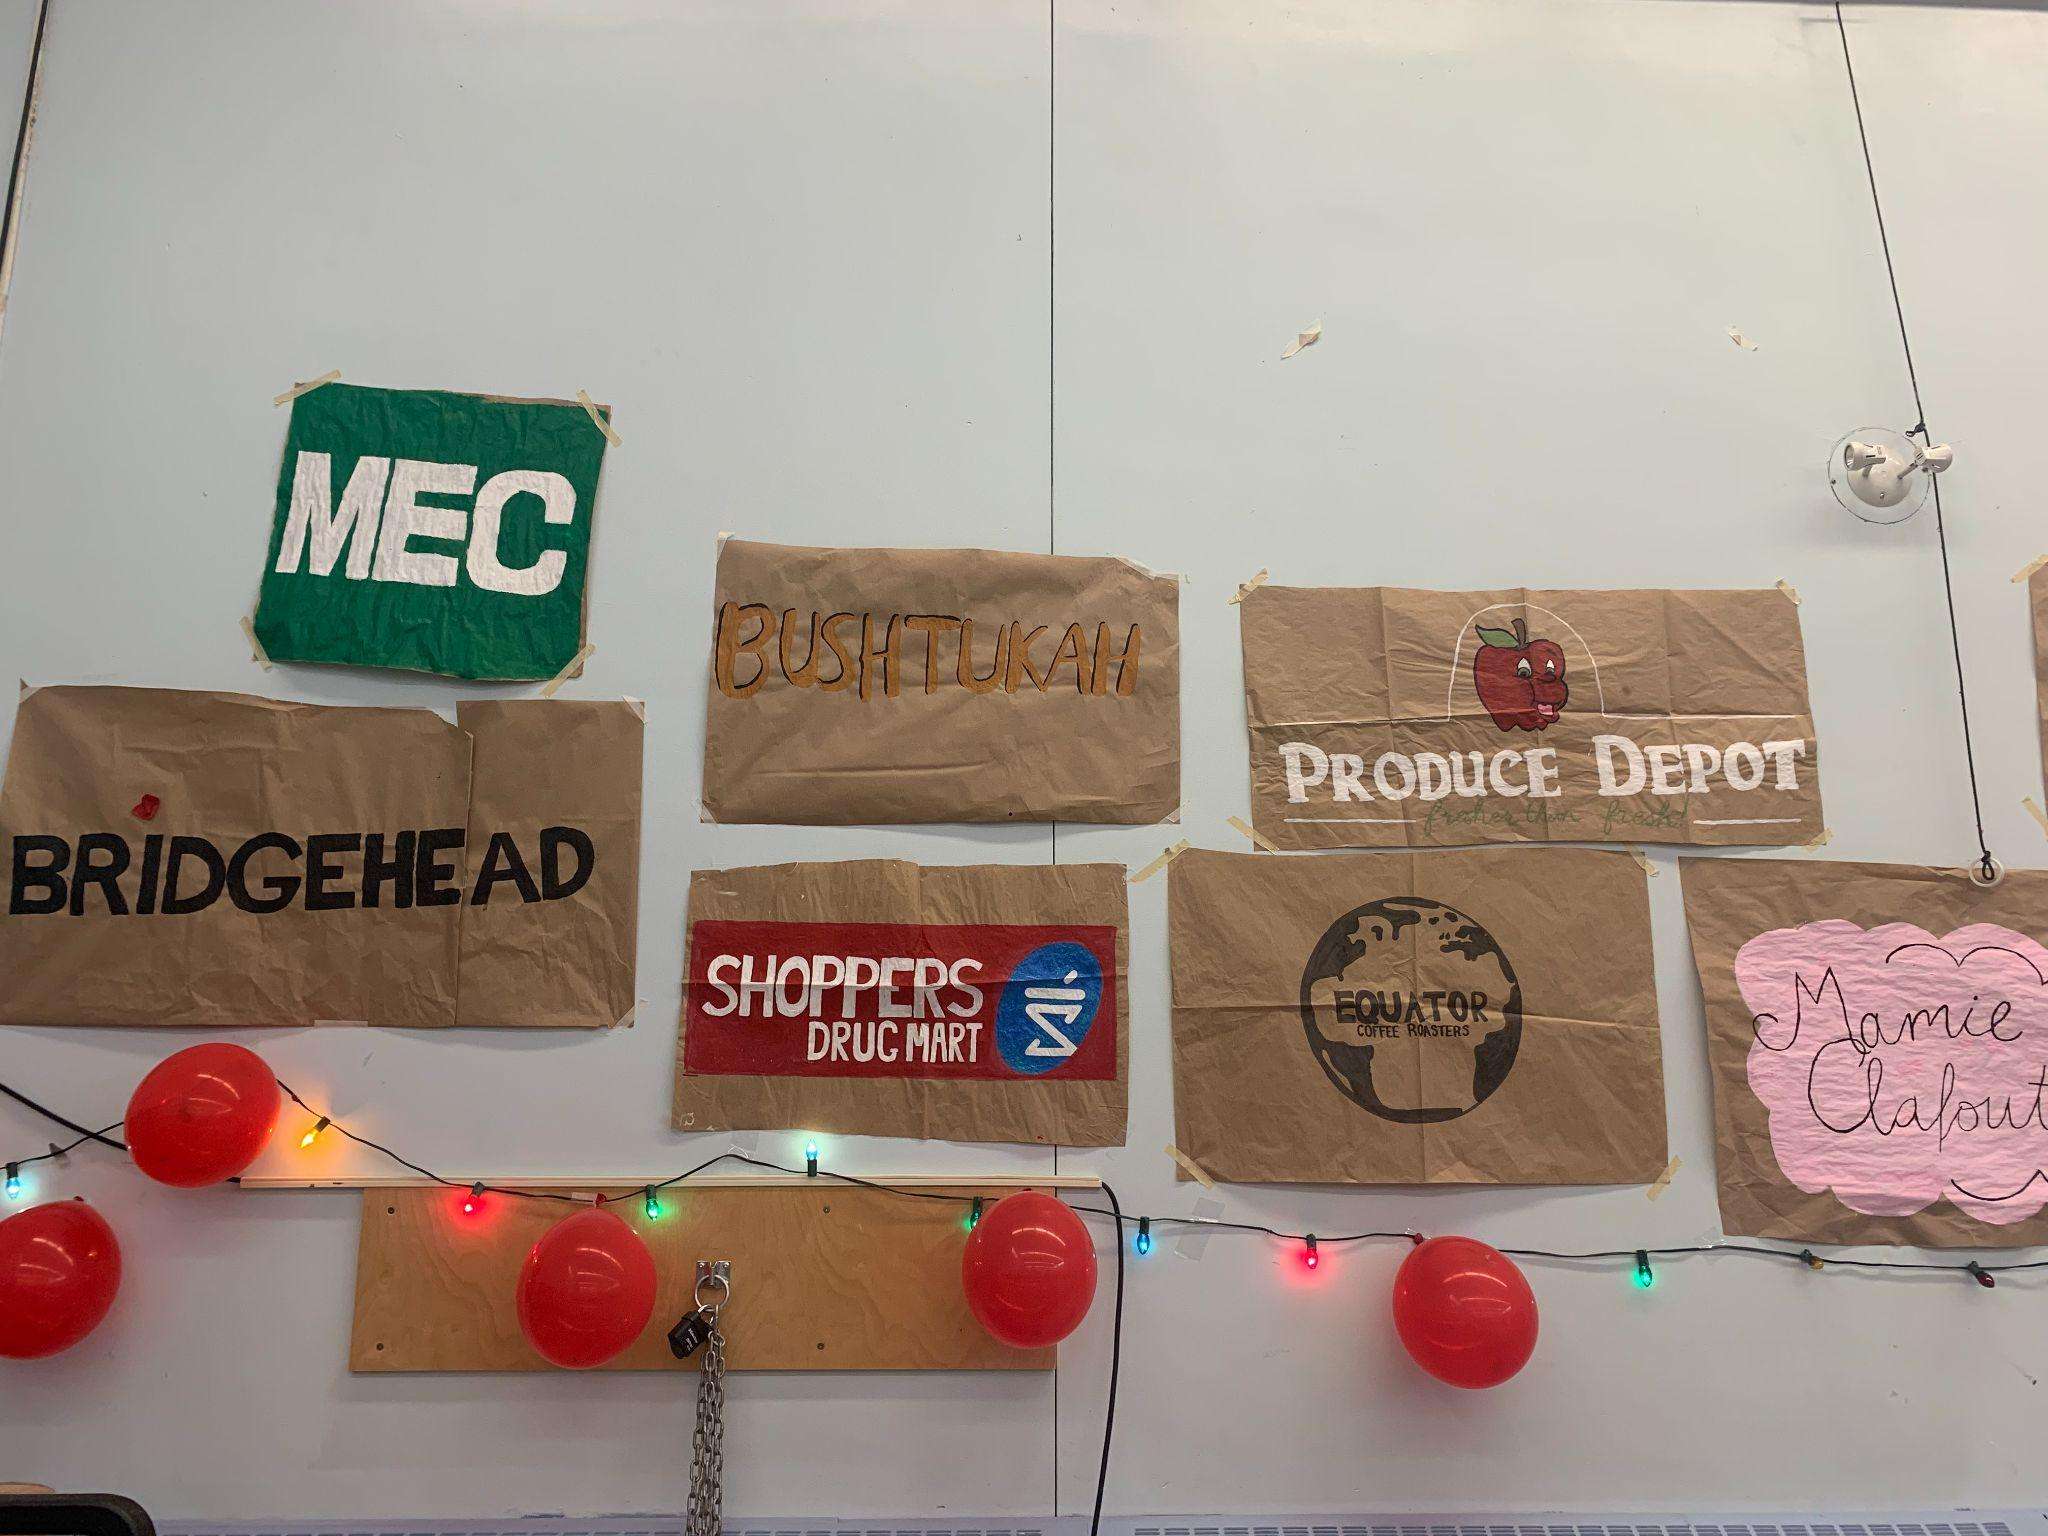 MEC
BUSHTUKAH
PRODUCE DEPOT
BRIDGEHEAD
SHOPPERS
DRUG MART
EQUATOR
COFFEE ROASTERS
Mamie